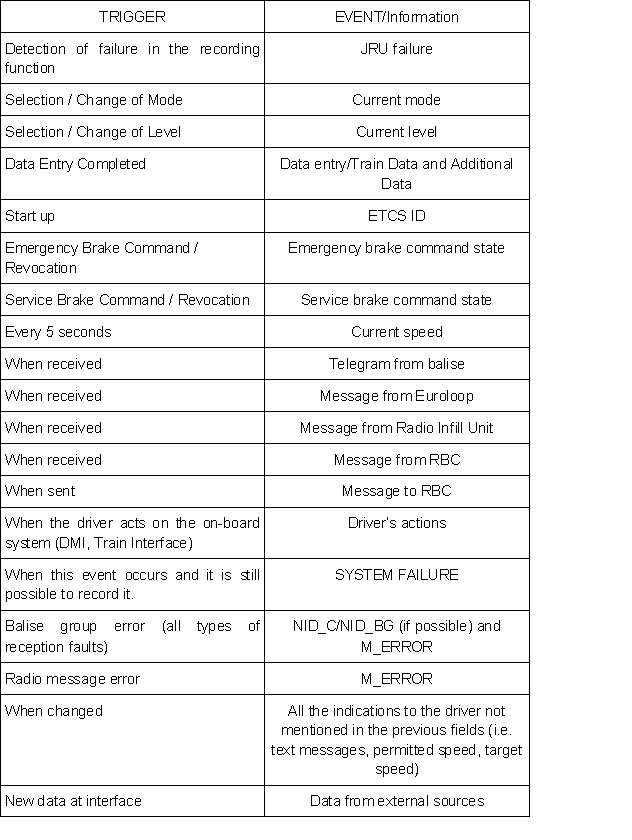 TRIGGER
EVENT/Information
Detection of failure in the recording
function
JRU failure
Selection / Change of Mode
Current mode
Selection / Change of Level
Current level
Data Entry Completed
Data entry/Train Data and Additional
Data
Start up
ETCS ID
Emergency Brake Command /
Revocation
Emergency brake command state
Service Brake Command / Revocation
Service brake command state
Every 5 seconds
Current speed
When received
Telegram from balise
When received
Message from Euroloop
When received
Message from Radio Infill Unit
When received
Message from RBC
When sent
Message to RBC
When the driver acts on the on-board
system (DMI, Train Interface)
Driver's actions
When this event occurs and it is still
possible to record it.
SYSTEM FAILURE
Balise group error (all types of
reception faults)
NID_C/NID_BG (if possible) and
M_ERROR
Radio message error
M_ERROR
When changed
All the indications to the driver not
mentioned in the previous fields (i.e.
text messages, permitted speed, target
speed)
New data at interface
Data from external sources